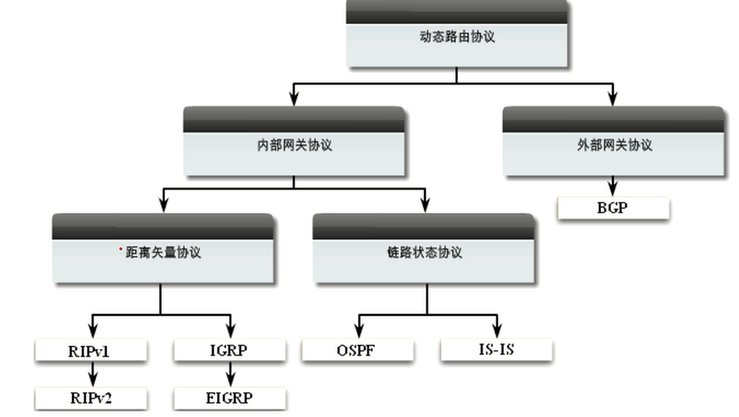 动态路由协议
内部网关协议
外部网关协议
BGP
距离矢量协议
链路状态协议
RIPv1
IGRP
OSPF
IS-IS
RIPv2
EIGRP